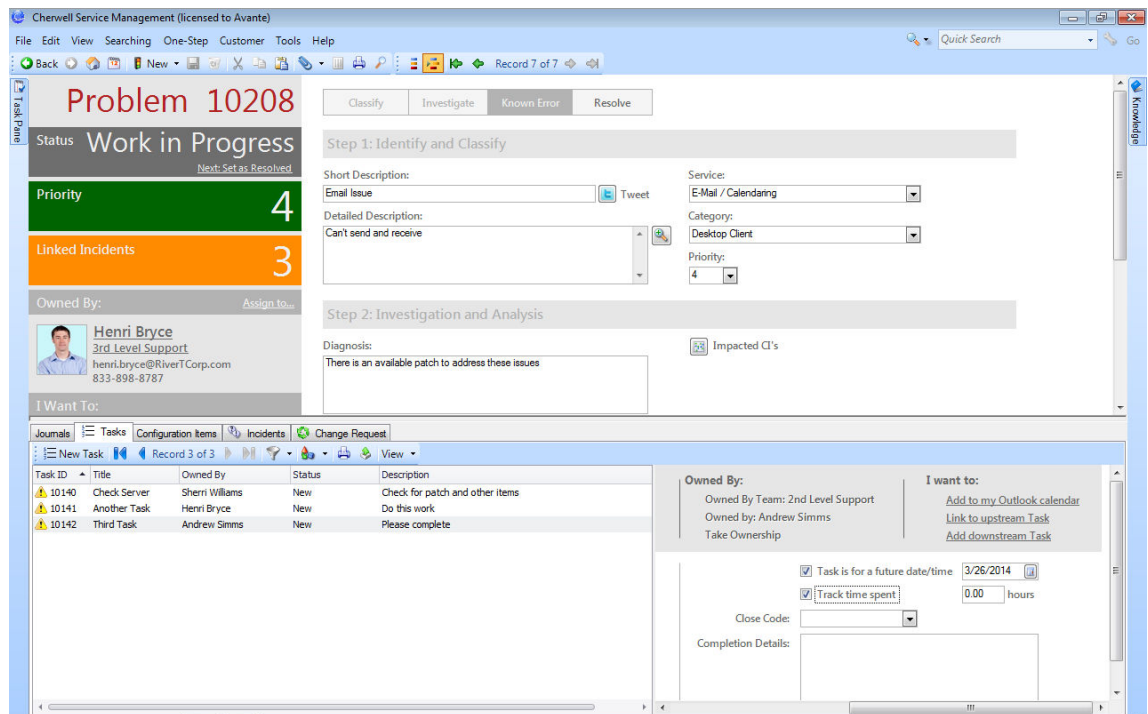 Cherwell Service Management (licensed to Avante)
File Edit View Searching One-Step Customer Tools Help
Quick Search
Go
Back
New
Record 7 of 7
Task Pane
Knowledge
Problem 10208
Status Work in Progress
Next: Set as Resolved
Priority
4
Linked Incidents
3
Owned By: Assign to...
Henri Bryce
3rd Level Support
henri.bryce@RiverTCorp.com
833-898-8787
I Want To:
Classify Investigate Known Error Resolve
Step 1: Identify and Classify
Short Description: Service:
Email Issue Tweet E-Mail / Calendaring
Detailed Description: Category:
Can't send and receive Desktop Client
Priority:
4
Step 2: Investigation and Analysis
Diagnosis: Impacted CI's
There is an available patch to address these issues
Journals Tasks Configuration Items Incidents Change Request
New Task Record 3 of 3 View
Task ID Title Owned By Status Description
10140 Check Server Sherri Williams New Check for patch and other items
10141 Another Task Henri Bryce New Do this work
10142 Third Task Andrew Simms New Please complete
Owned By: I want to:
Owned By Team: 2nd Level Support Add to my Outlook calendar
Owned by: Andrew Simms Link to upstream Task
Take Ownership Add downstream Task
Task is for a future date/time 3/26/2014
Track time spent 0.00 hours
Close Code:
Completion Details: